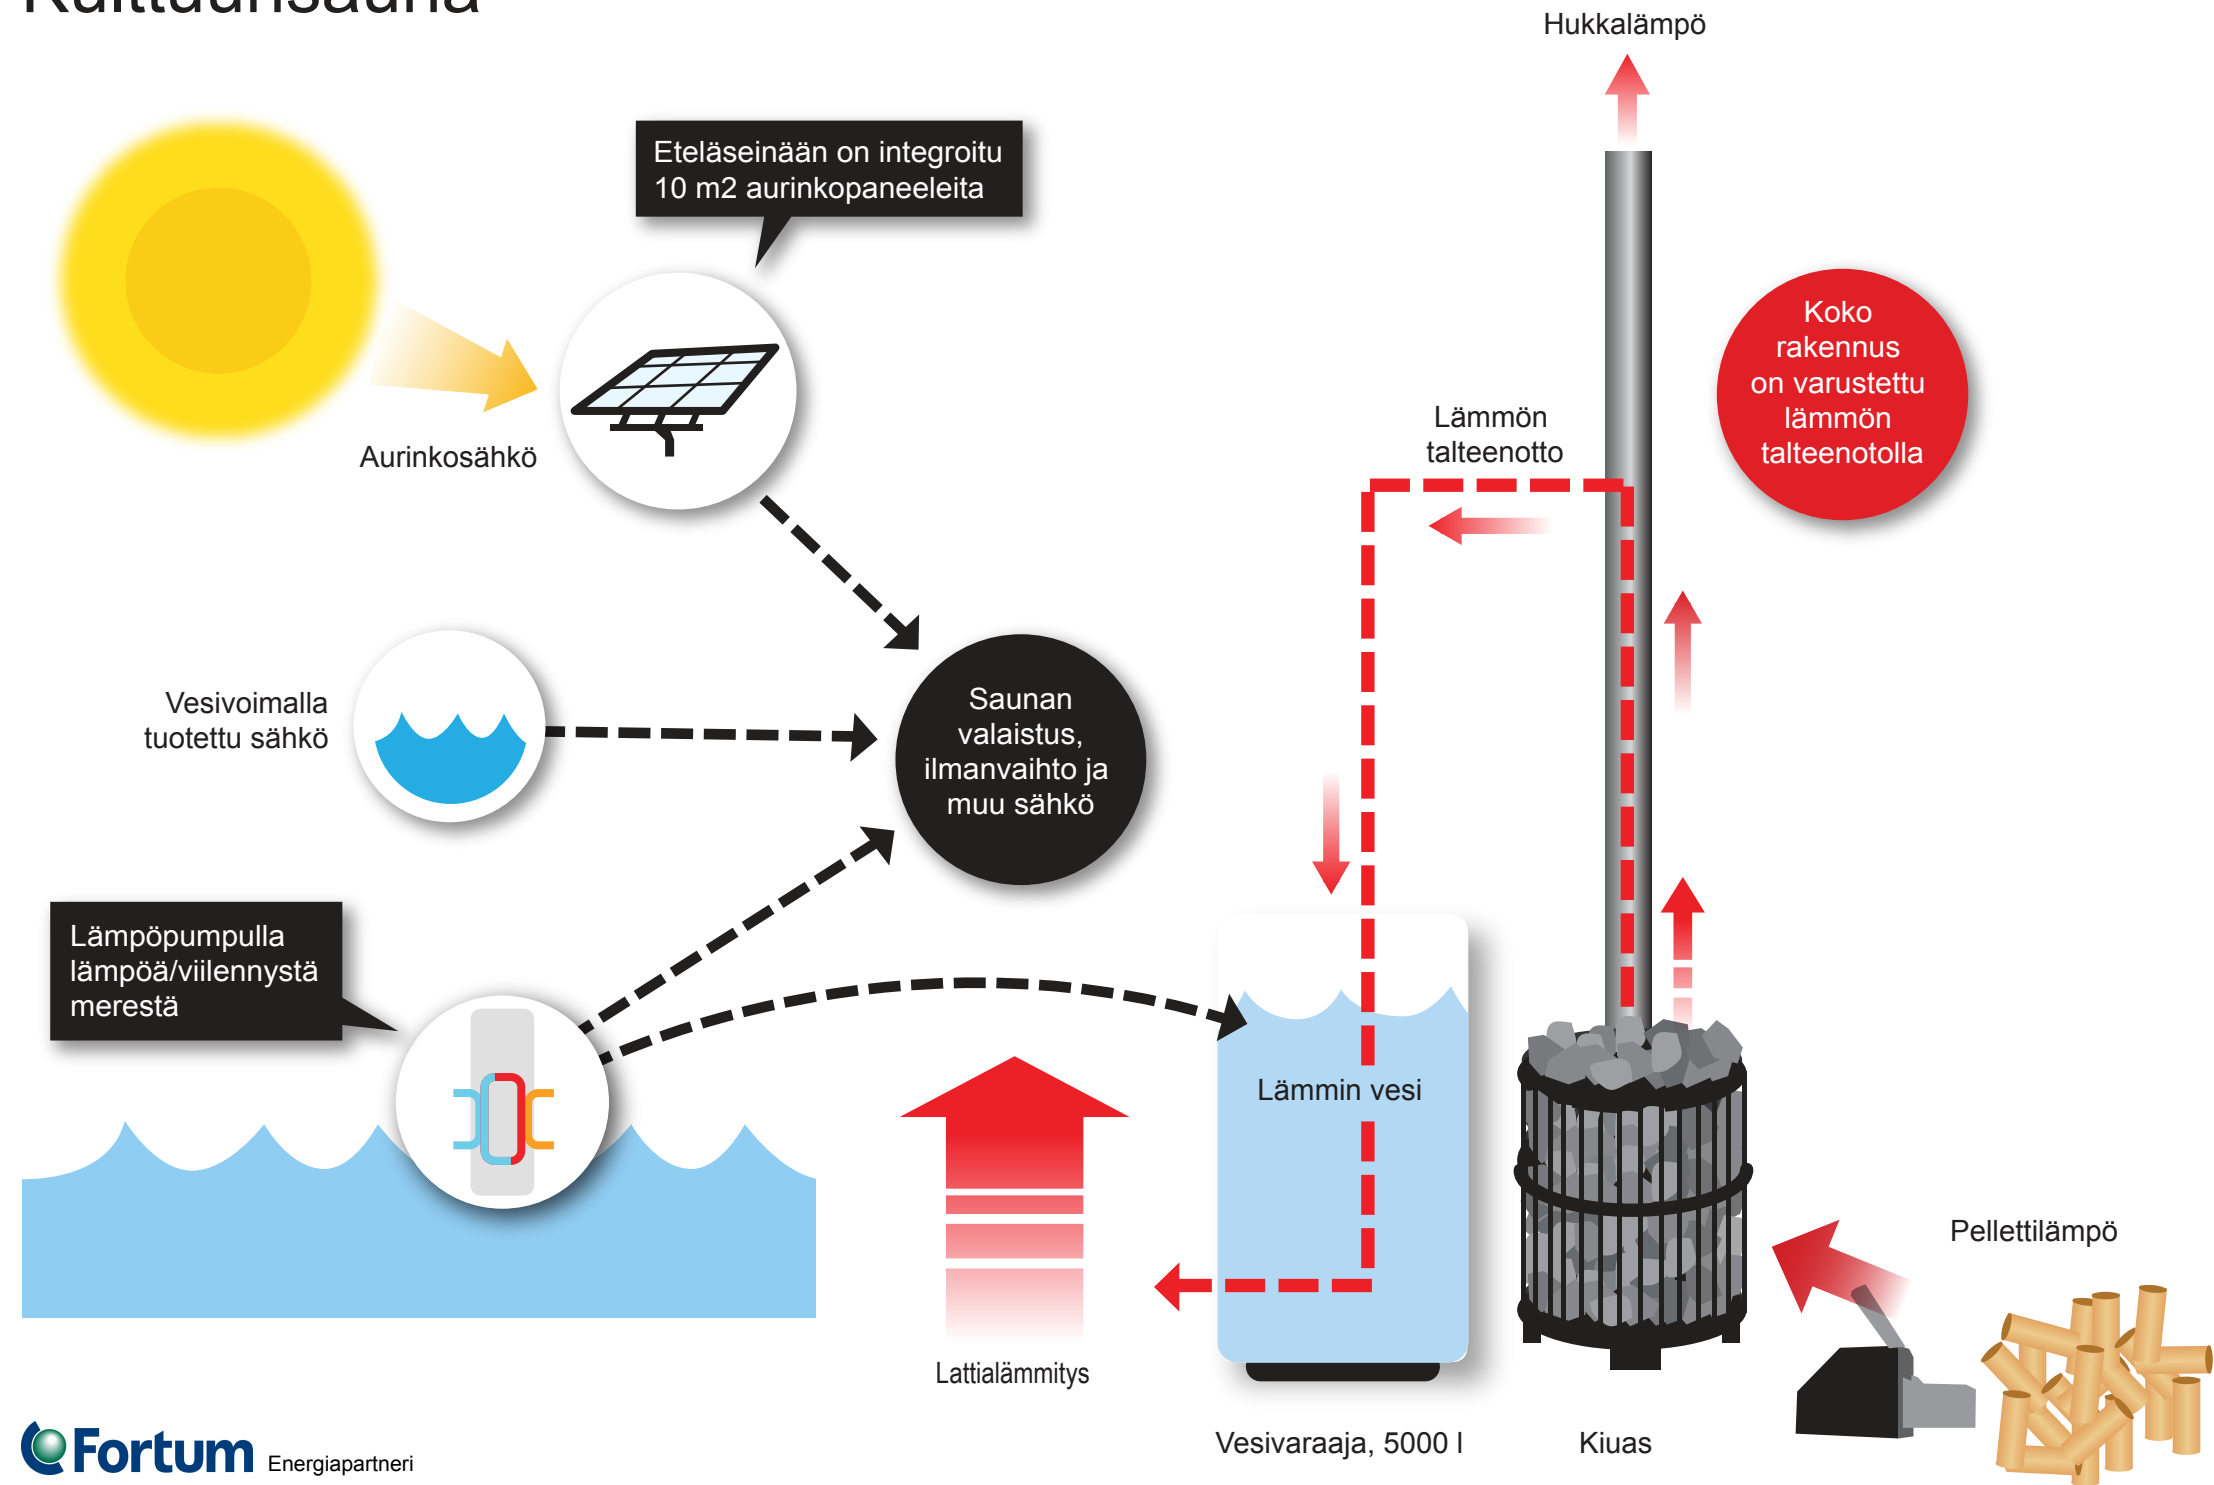 Kulttuurisauna
Hukkalämpö
Eteläseinään on integroitu
10 m2 aurinkopaneeleita
Koko
rakennus
on varustettu
lämmön
talteenotolla
Lämmön
talteenotto
Aurinkosähkö
Vesivoimalla
tuotettu sähkö
Saunan
valaistus,
ilmanvaihto ja
muu sähkö
Lämpöpumpulla
lämpöä/viilennystä
merestä
Lämmin vesi
Pellettilämpö
Lattialämmitys
Vesivaraaja, 5000 l
Kiuas
Fortum Energiapartneri